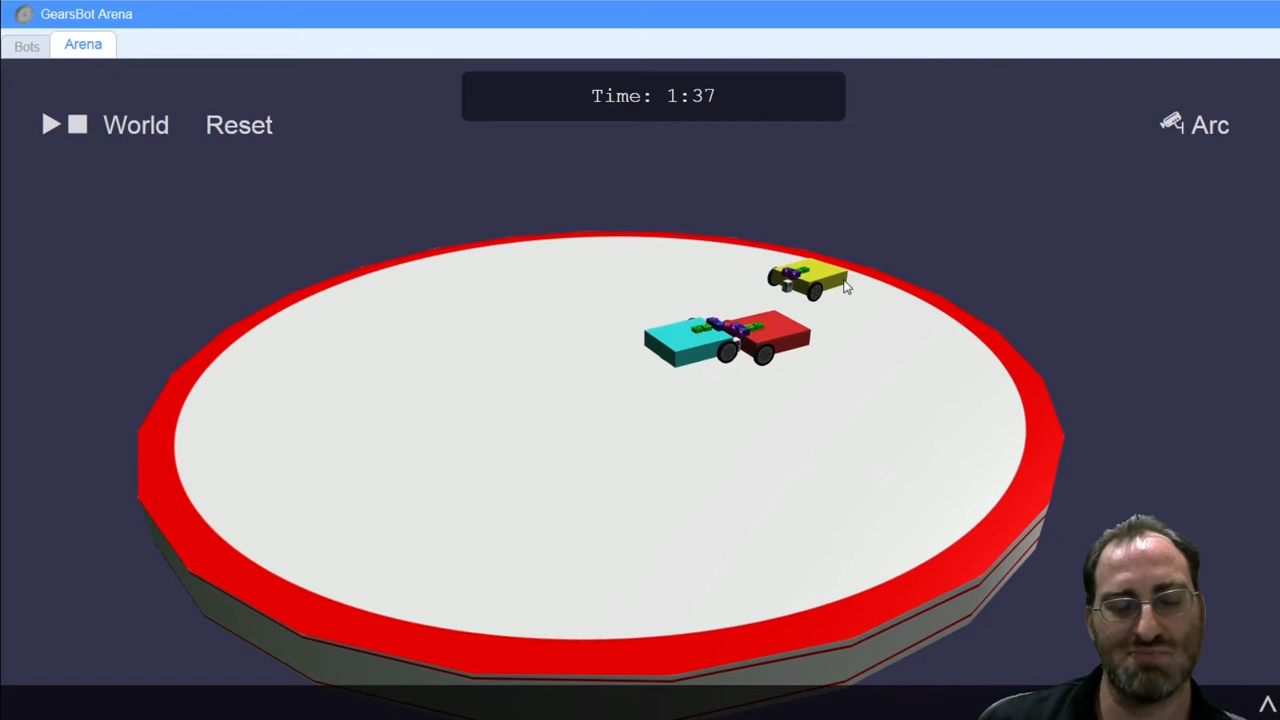 GearsBot Arena
Bots
Arena
Time: 1:37
World
Reset
Arc